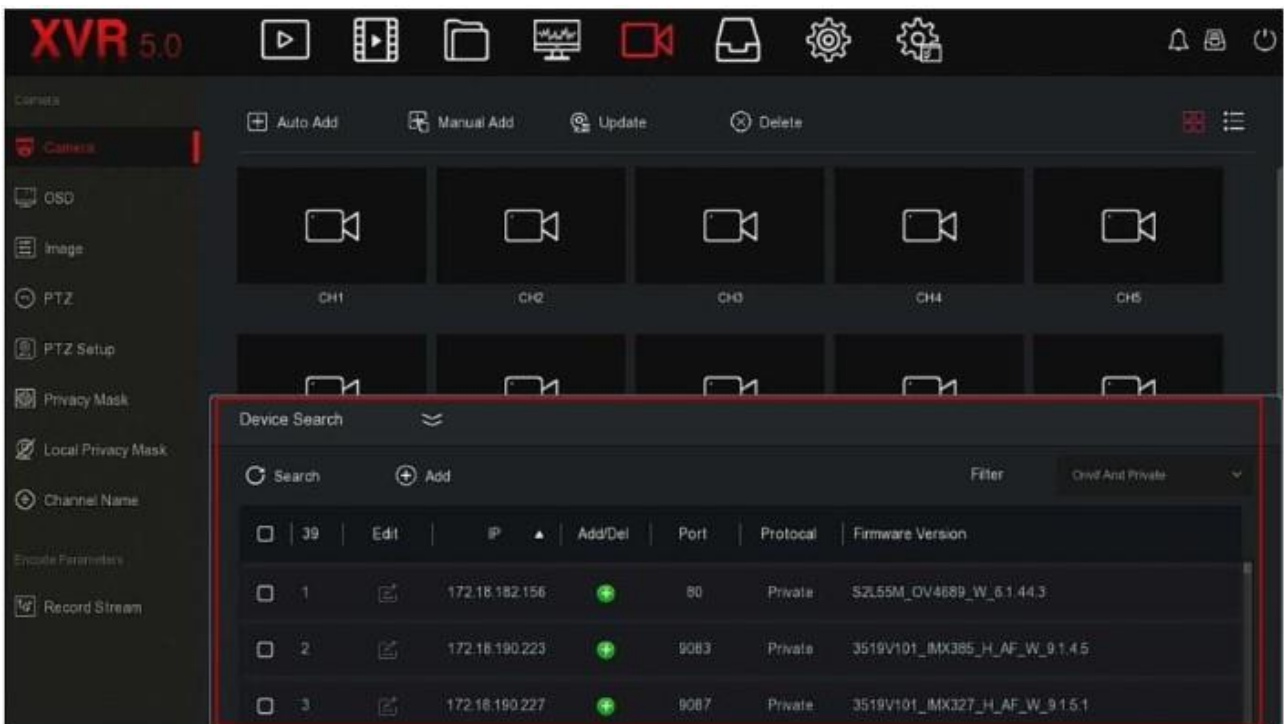 XVR 5.0
Camera
Auto Add Manual Add Update Delete
Camera
OSD
Image
CH1 CH2 CH3 CH4 CH5
PTZ
PTZ Setup
Privacy Mask
Local Privacy Mask
Channel Name
Encode Parameters
Record Stream
Device Search
Search Add Filter Onvif And Private
39 Edit IP Add/Del Port Protocal Firmware Version
1 172.18.182.156 80 Private S2L55M_OV4689_W_6.1.44.3
2 172.18.190.223 9083 Private 3519V101_IMX385_H_AF_W_9.1.4.5
3 172.18.190.227 9087 Private 3519V101_IMX327_H_AF_W_9.1.5.1